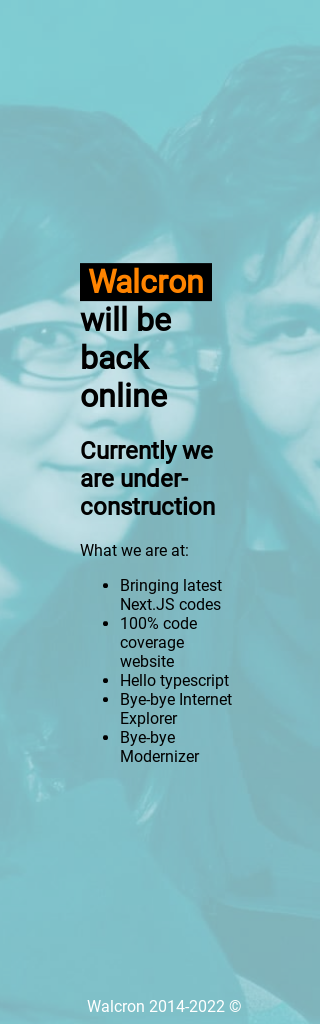 Walcron
will be
back
online
Currently we
are under-
construction
What we are at:
Bringing latest
Next.JS codes
100% code
coverage
website
Hello typescript
Bye-bye Internet
Explorer
Bye-bye
Modernizer
Walcron 2014-2022 ©